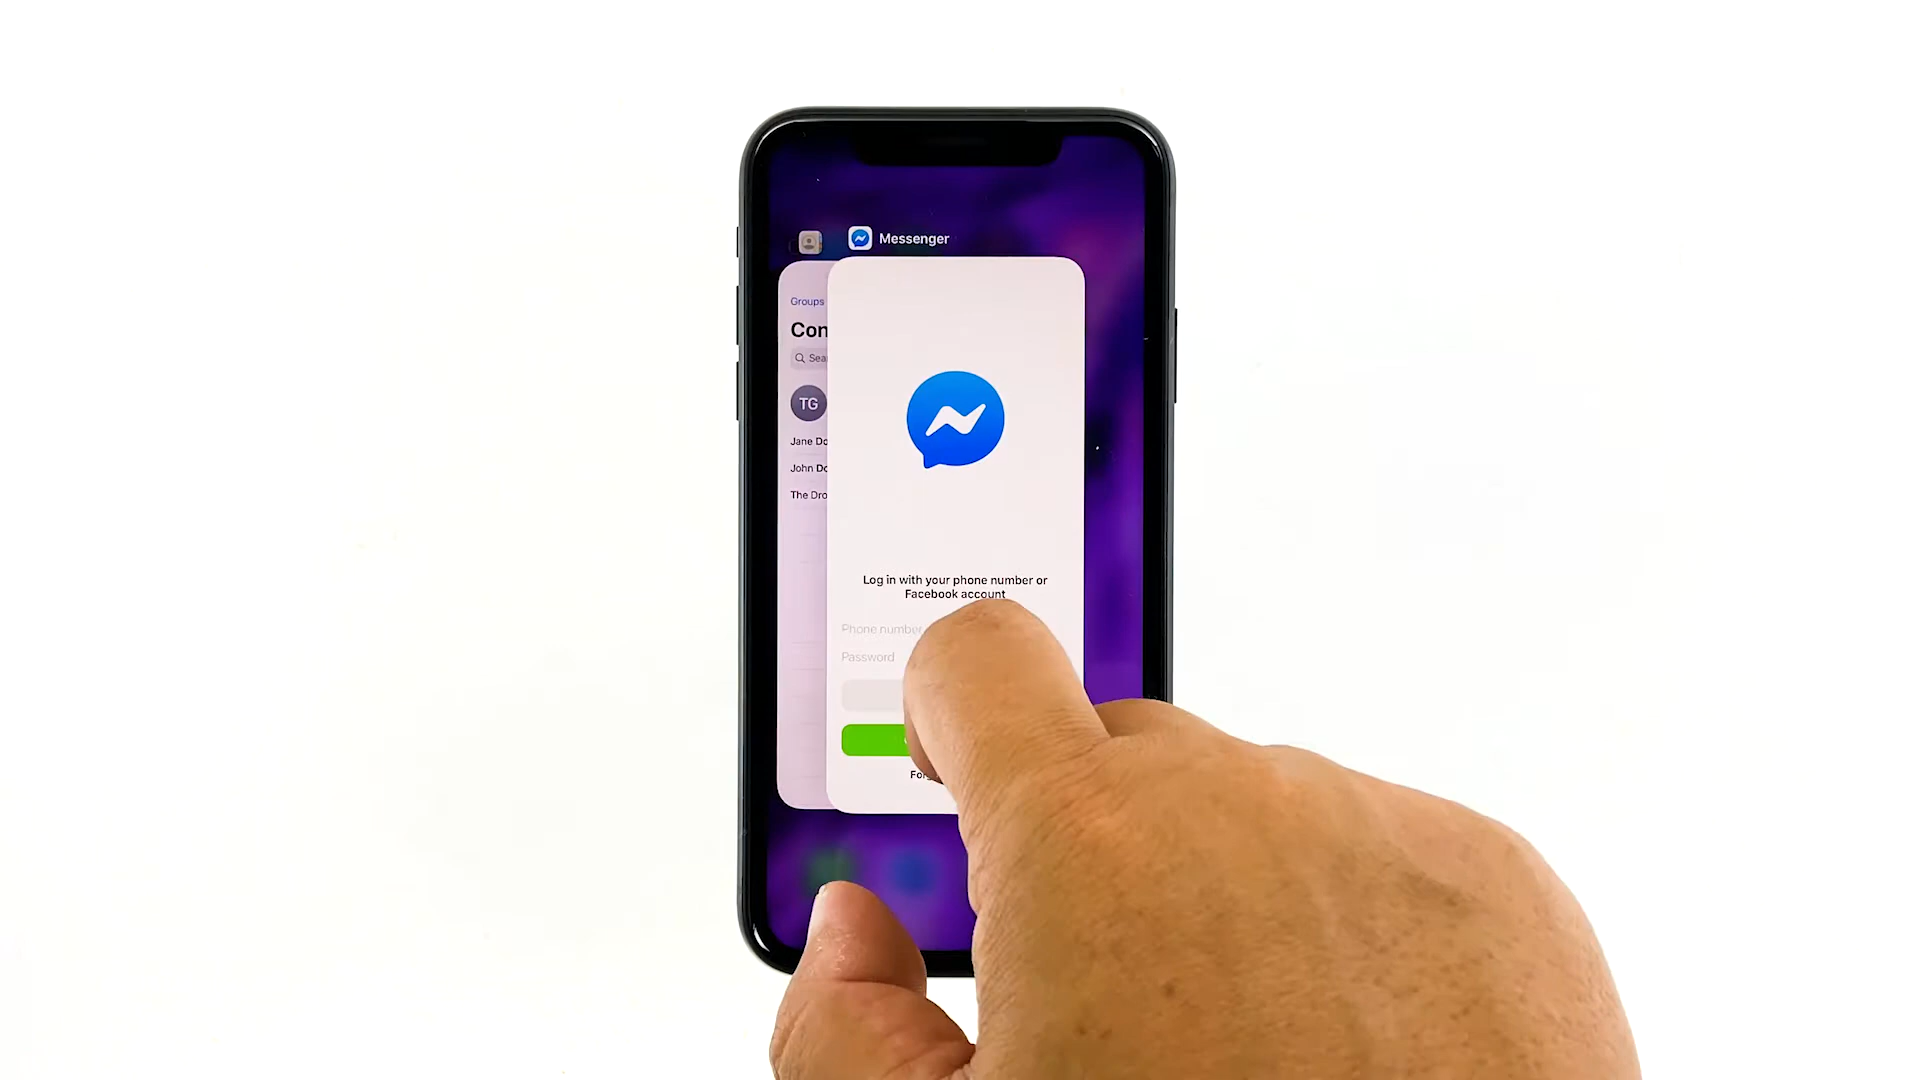 Messenger
Groups
Con
Sea
TG
Jane Do
John Do
The Dro
Log in with your phone number or
Facebook account
Phone number
Password
Forg